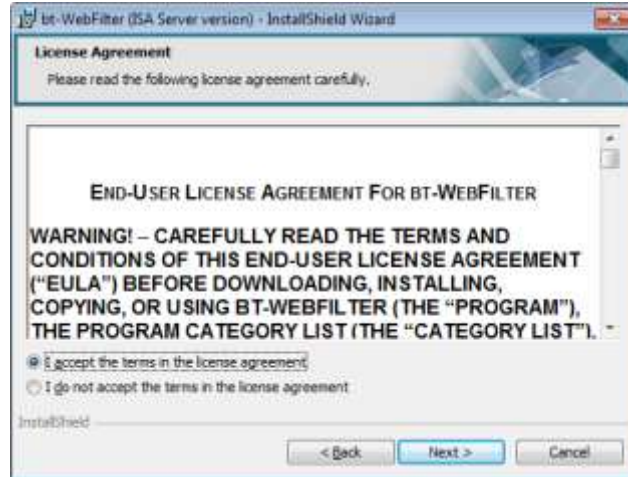 bt-WebFilter (ISA Server version) - InstallShield Wizard
License Agreement
Please read the following license agreement carefully.
END-USER LICENSE AGREEMENT FOR BT-WEBFILTER
WARNING! – CAREFULLY READ THE TERMS AND
CONDITIONS OF THIS END-USER LICENSE AGREEMENT
(“EULA”) BEFORE DOWNLOADING, INSTALLING,
COPYING, OR USING BT-WEBFILTER (THE “PROGRAM”),
THE PROGRAM CATEGORY LIST (THE “CATEGORY LIST”),
I accept the terms in the license agreement
I do not accept the terms in the license agreement
InstallShield
< Back Next > Cancel